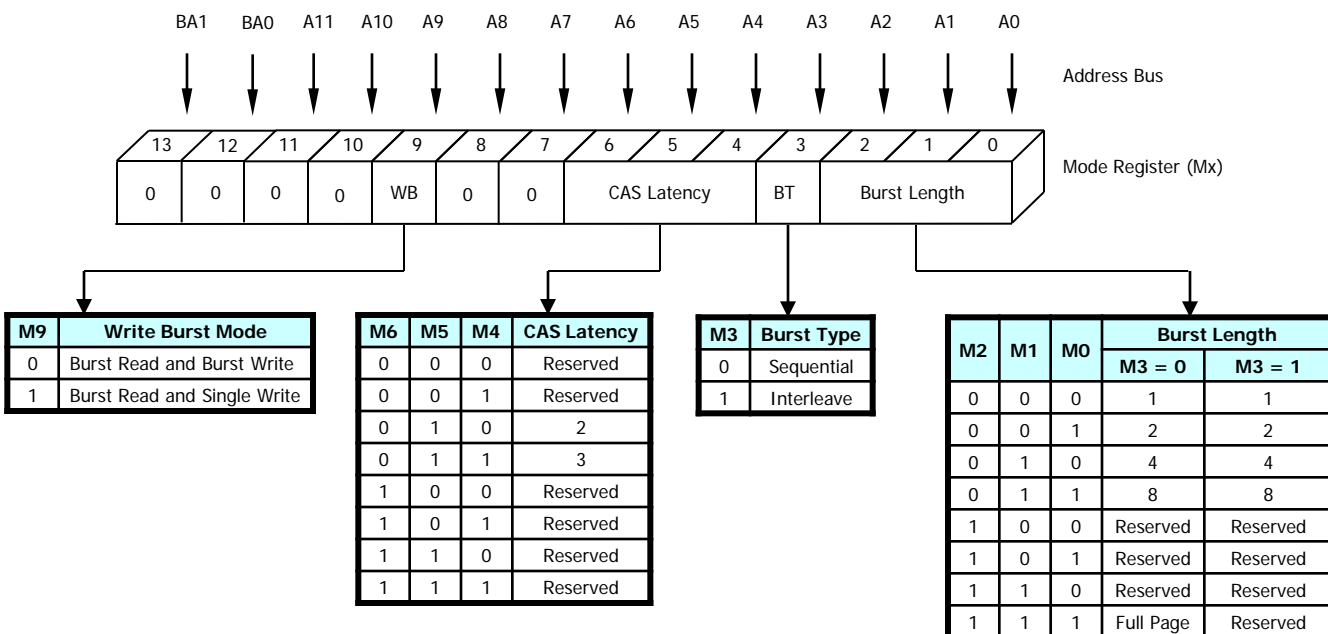 BA1 BA0 A11 A10 A9 A8 A7 A6 A5 A4 A3 A2 A1 A0
Address Bus
13 12 11 10 9 8 7 6 5 4 3 2 1 0
Mode Register (Mx)
0 0 0 0 WB 0 0 CAS Latency BT Burst Length
M9 Write Burst Mode
0 Burst Read and Burst Write
1 Burst Read and Single Write
M6 M5 M4 CAS Latency
0 0 0 Reserved
0 0 1 Reserved
0 1 0 2
0 1 1 3
1 0 0 Reserved
1 0 1 Reserved
1 1 0 Reserved
1 1 1 Reserved
M3 Burst Type
0 Sequential
1 Interleave
M2 M1 M0 Burst Length
M3 = 0 M3 = 1
0 0 0 1 1
0 0 1 2 2
0 1 0 4 4
0 1 1 8 8
1 0 0 Reserved Reserved
1 0 1 Reserved Reserved
1 1 0 Reserved Reserved
1 1 1 Full Page Reserved